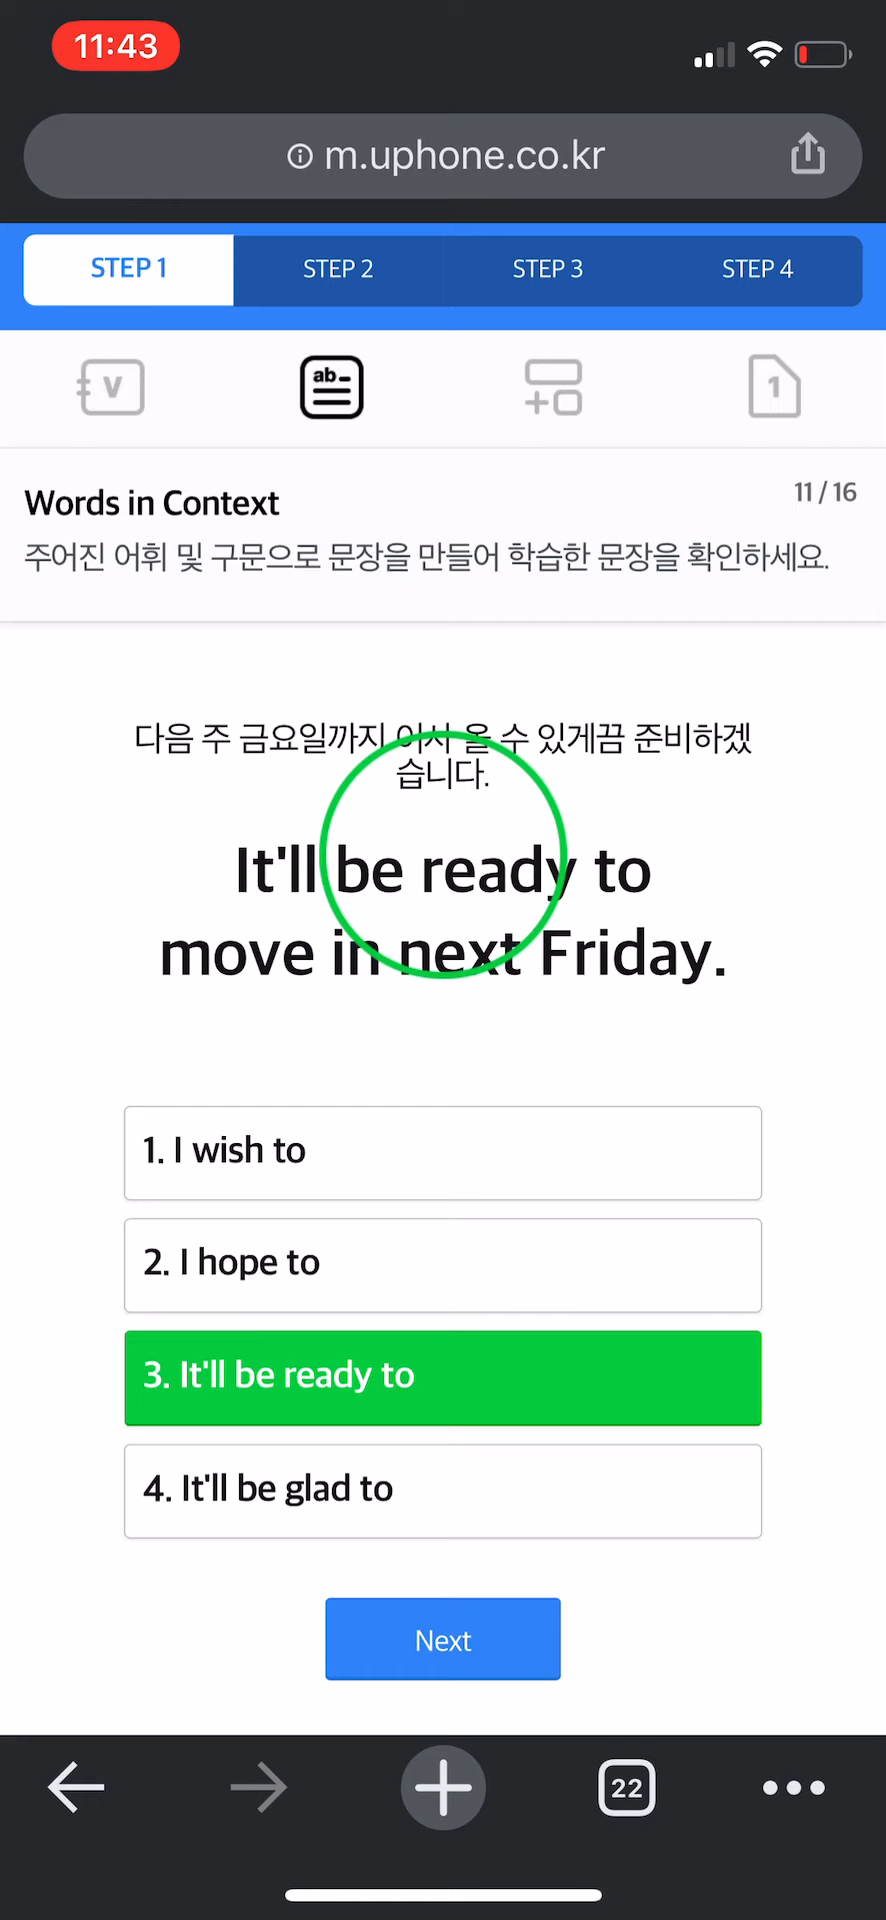 11:43
m.uphone.co.kr
STEP 1
STEP 2
STEP 3
STEP 4
V
ab
1
Words in Context
11 / 16
주어진 어휘 및 구문으로 문장을 만들어 학습한 문장을 확인하세요.
다음 주 금요일까지 이사 올 수 있게끔 준비하겠
습니다.
It'll be ready to
move in next Friday.
1. I wish to
2. I hope to
3. It'll be ready to
4. It'll be glad to
Next
22